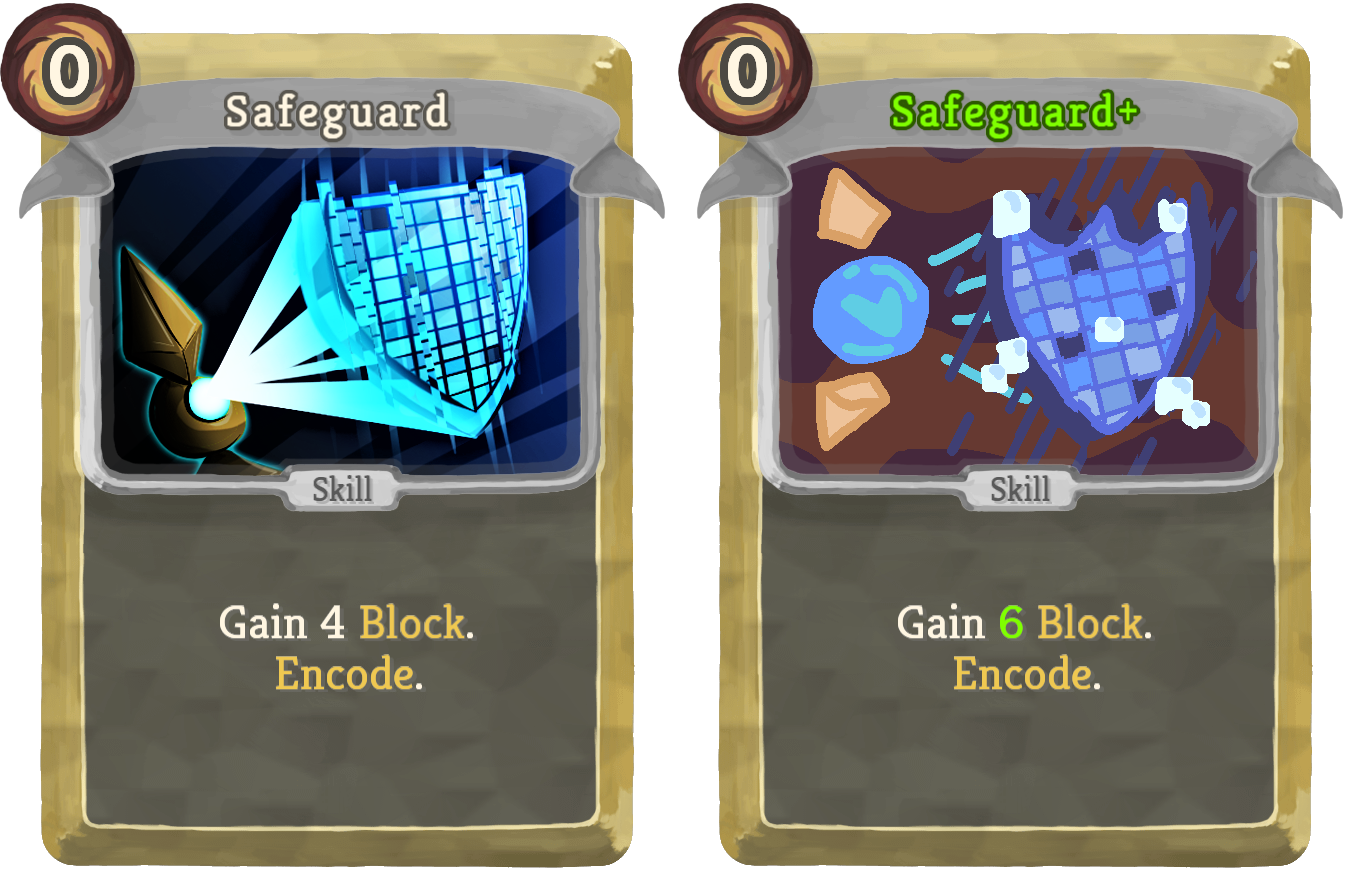 0
Safeguard
Skill
Gain 4 Block.
Encode.
0
Safeguard+
Skill
Gain 6 Block.
Encode.